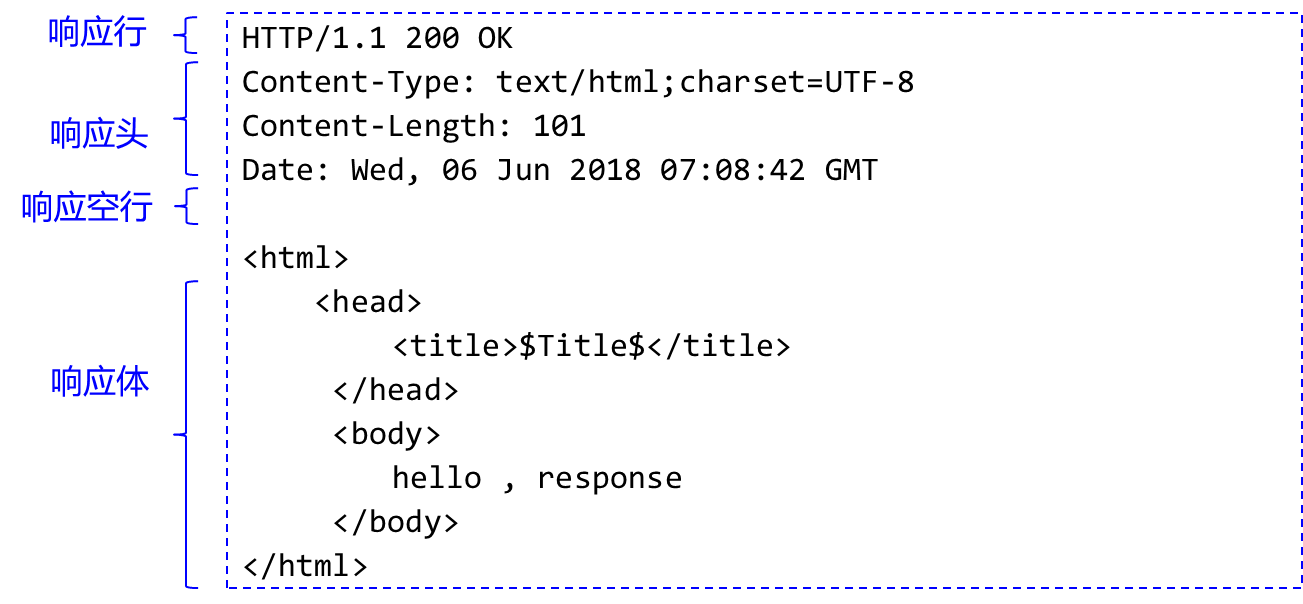 响应行
HTTP/1.1 200 OK
Content-Type: text/html;charset=UTF-8
响应头
Content-Length: 101
Date: Wed, 06 Jun 2018 07:08:42 GMT
响应空行
<html>
<head>
<title>$Title$</title>
响应体
</head>
<body>
hello , response
</body>
</html>